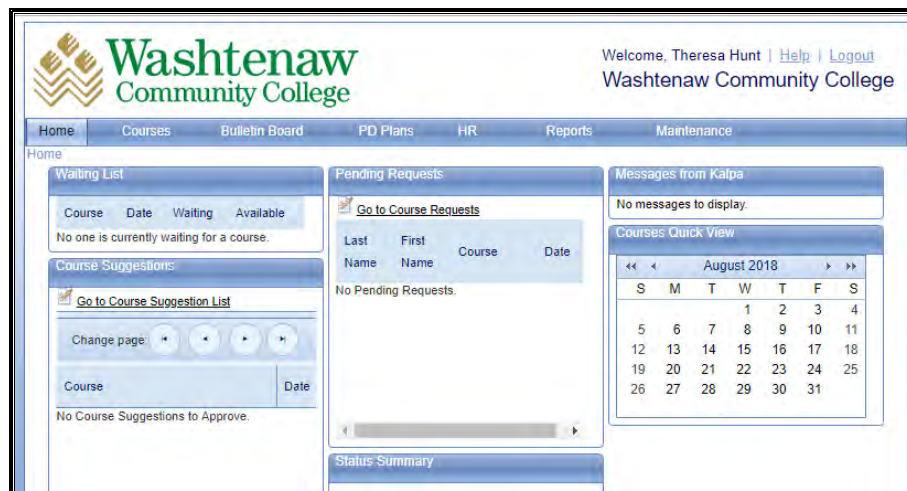 Washtenaw
Community College
Welcome, Theresa Hunt | Help | Logout
Washtenaw Community College
Home Courses Bulletin Board PD Plans HR Reports Maintenance
Home
Waiting List
Course Date Waiting Available
No one is currently waiting for a course.
Course Suggestions
Go to Course Suggestion List
Change page:
Course Date
No Course Suggestions to Approve.
Pending Requests
Go to Course Requests
Last Name First Name Course Date
No Pending Requests.
Status Summary
Messages from Kalpa
No messages to display.
Courses Quick View
August 2018
S M T W T F S
1 2 3 4
5 6 7 8 9 10 11
12 13 14 15 16 17 18
19 20 21 22 23 24 25
26 27 28 29 30 31